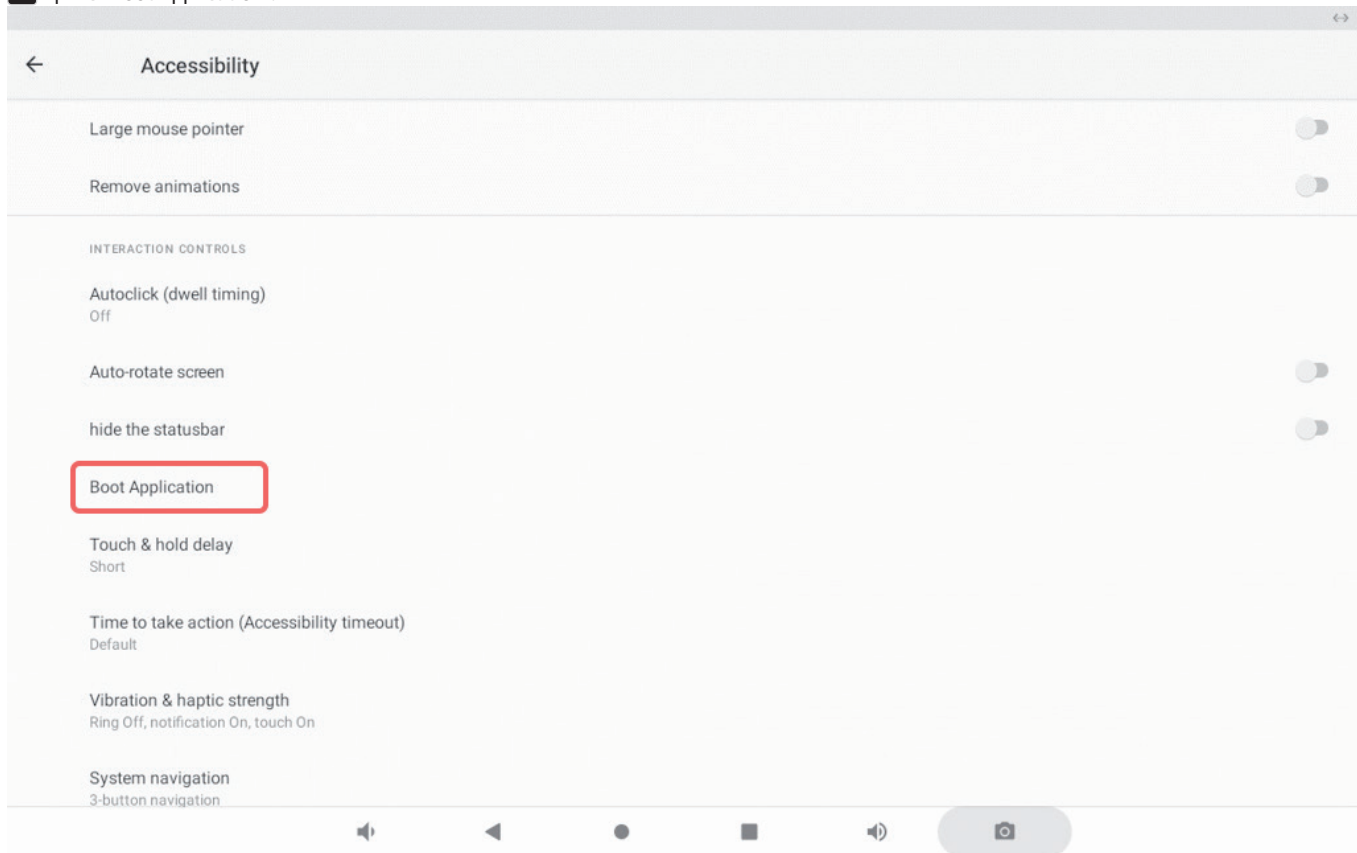 Accessibility
Large mouse pointer
Remove animations
INTERACTION CONTROLS
Autoclick (dwell timing)
Off
Auto-rotate screen
hide the statusbar
Boot Application
Touch & hold delay
Short
Time to take action (Accessibility timeout)
Default
Vibration & haptic strength
Ring Off, notification On, touch On
System navigation
3-button navigation